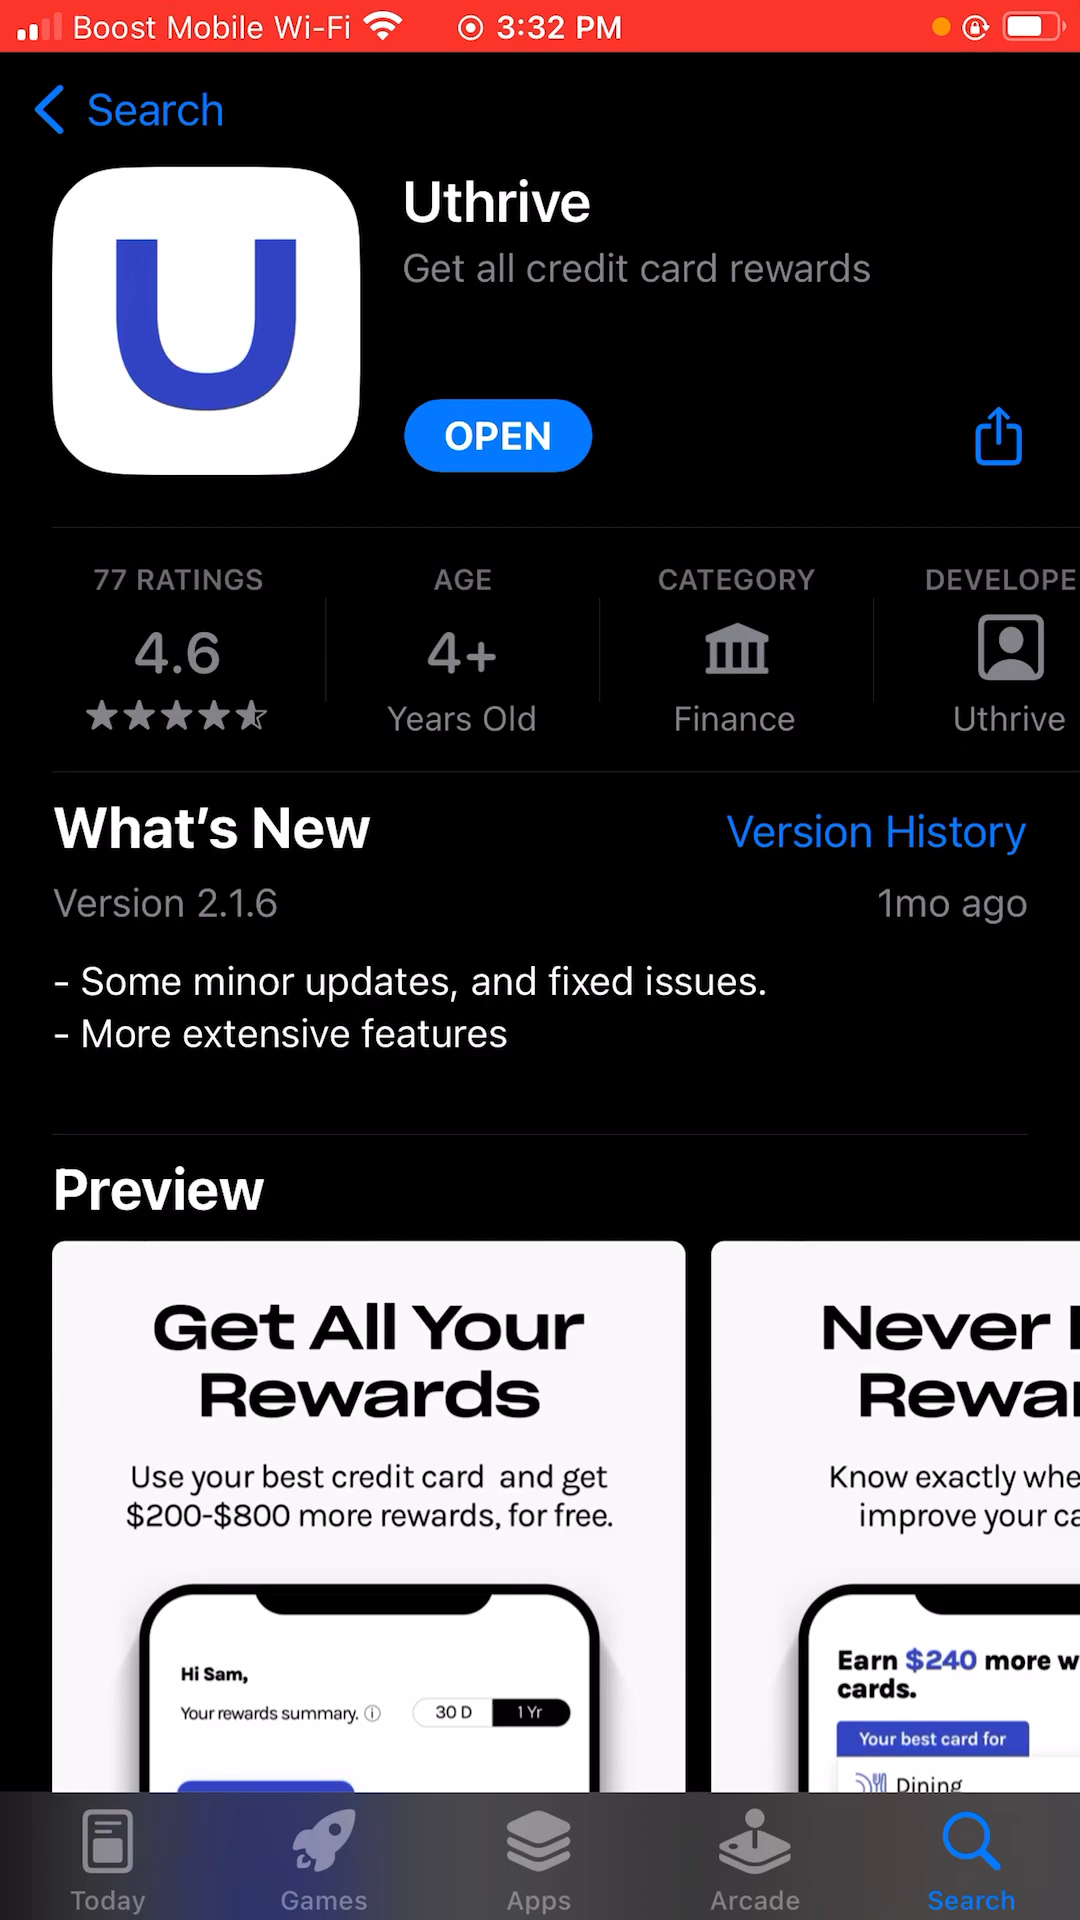 Boost Mobile Wi-Fi 3:32 PM
Search
U
Uthrive
Get all credit card rewards
OPEN
77 RATINGS AGE CATEGORY DEVELOPE
4.6 4+
Years Old Finance Uthrive
What's New Version History
Version 2.1.6 1mo ago
- Some minor updates, and fixed issues.
- More extensive features
Preview
Get All Your
Rewards
Use your best credit card and get
$200-$800 more rewards, for free.
Hi Sam,
Your rewards summary. 30 D 1 Yr
Never
Rewar
Know exactly whe
improve your ca
Earn $240 more w
cards.
Your best card for
Dining
Today Games Apps Arcade Search